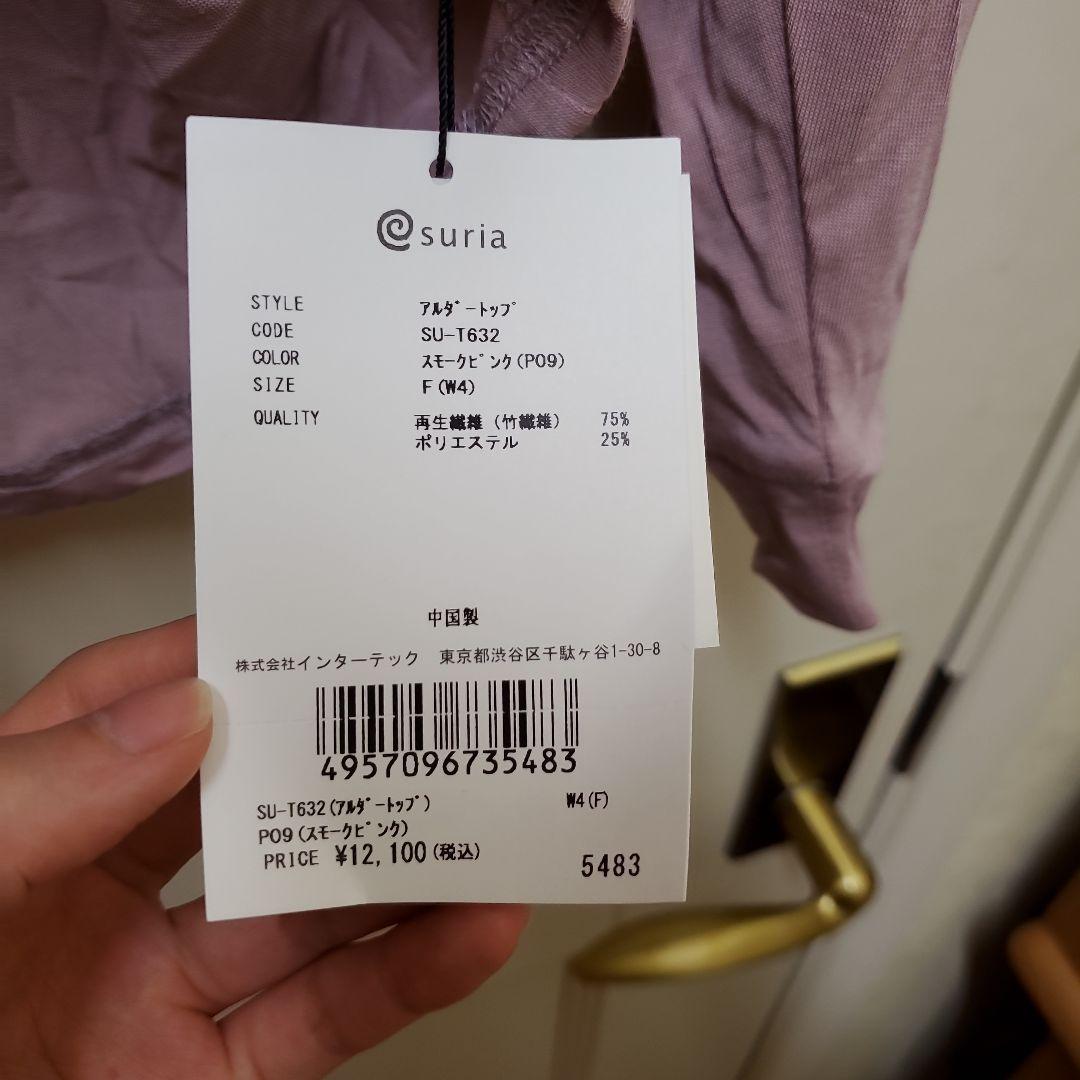 suria
STYLE アルダートップ
CODE SU-T632
COLOR スモークピンク(P09)
SIZE F(W4)
QUALITY 再生繊維(竹繊維) 75%
ポリエステル 25%
中国製
株式会社インターテック 東京都渋谷区千駄ヶ谷1-30-8
4957096735483
SU-T632(アルダートップ) W4(F)
P09(スモークピンク)
PRICE ¥12,100(税込) 5483